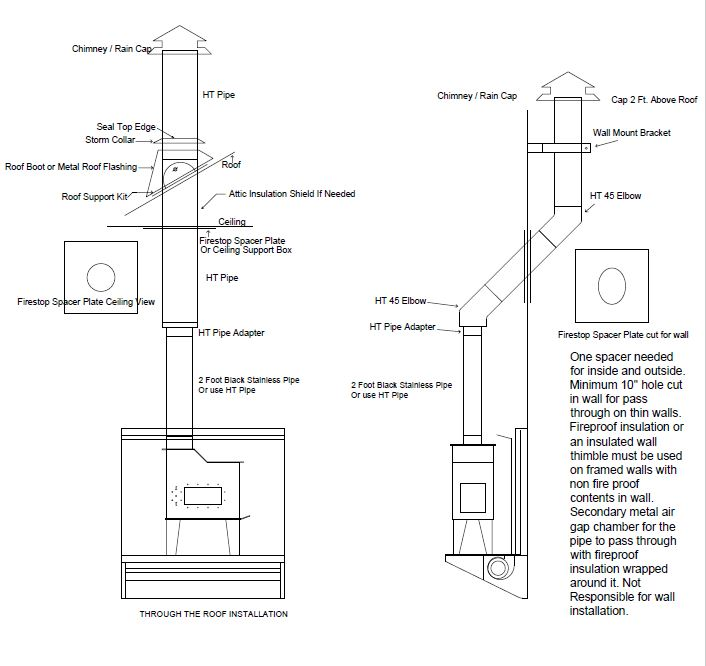 Chimney / Rain Cap
HT Pipe
Seal Top Edge
Storm Collar
Roof Boot or Metal Roof Flashing
Roof
Roof Support Kit
Attic Insulation Shield If Needed
Ceiling
Firestop Spacer Plate
Or Ceiling Support Box
HT Pipe
Firestop Spacer Plate Ceiling View
HT Pipe Adapter
2 Foot Black Stainless Pipe
Or use HT Pipe
THROUGH THE ROOF INSTALLATION
Chimney / Rain Cap
Cap 2 Ft. Above Roof
Wall Mount Bracket
HT 45 Elbow
HT 45 Elbow
HT Pipe Adapter
Firestop Spacer Plate cut for wall
2 Foot Black Stainless Pipe
Or use HT Pipe
One spacer needed
for inside and outside.
Minimum 10" hole cut
in wall for pass
through on thin walls.
Fireproof insulation or
an insulated wall
thimble must be used
on framed walls with
non fire proof
contents in wall.
Secondary metal air
gap chamber for the
pipe to pass through
with fireproof
insulation wrapped
around it. Not
Responsible for wall
installation.